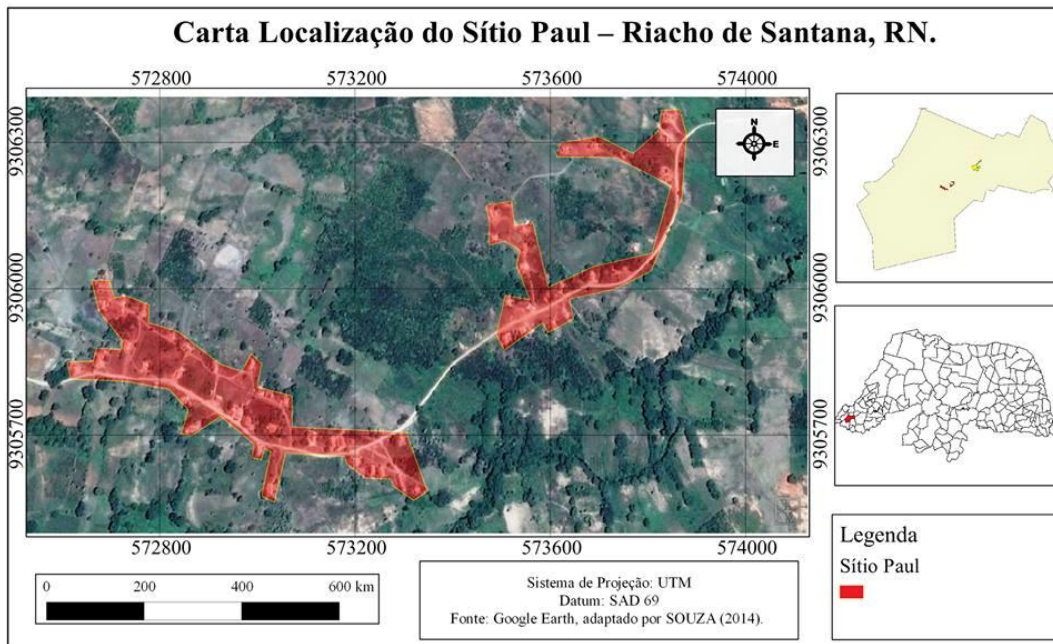 Carta Localização do Sítio Paul – Riacho de Santana, RN.
572800 573200 573600 574000
9306300 9306300
9306000 9306000
9305700 9305700
N
E
572800 573200 573600 574000
0 200 400 600 km
Sistema de Projeção: UTM
Datum: SAD 69
Fonte: Google Earth, adaptado por SOUZA (2014).
Legenda
Sítio Paul